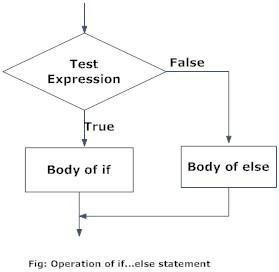 Test
Expression
False
True
Body of if
Body of else
Fig: Operation of if...else statement